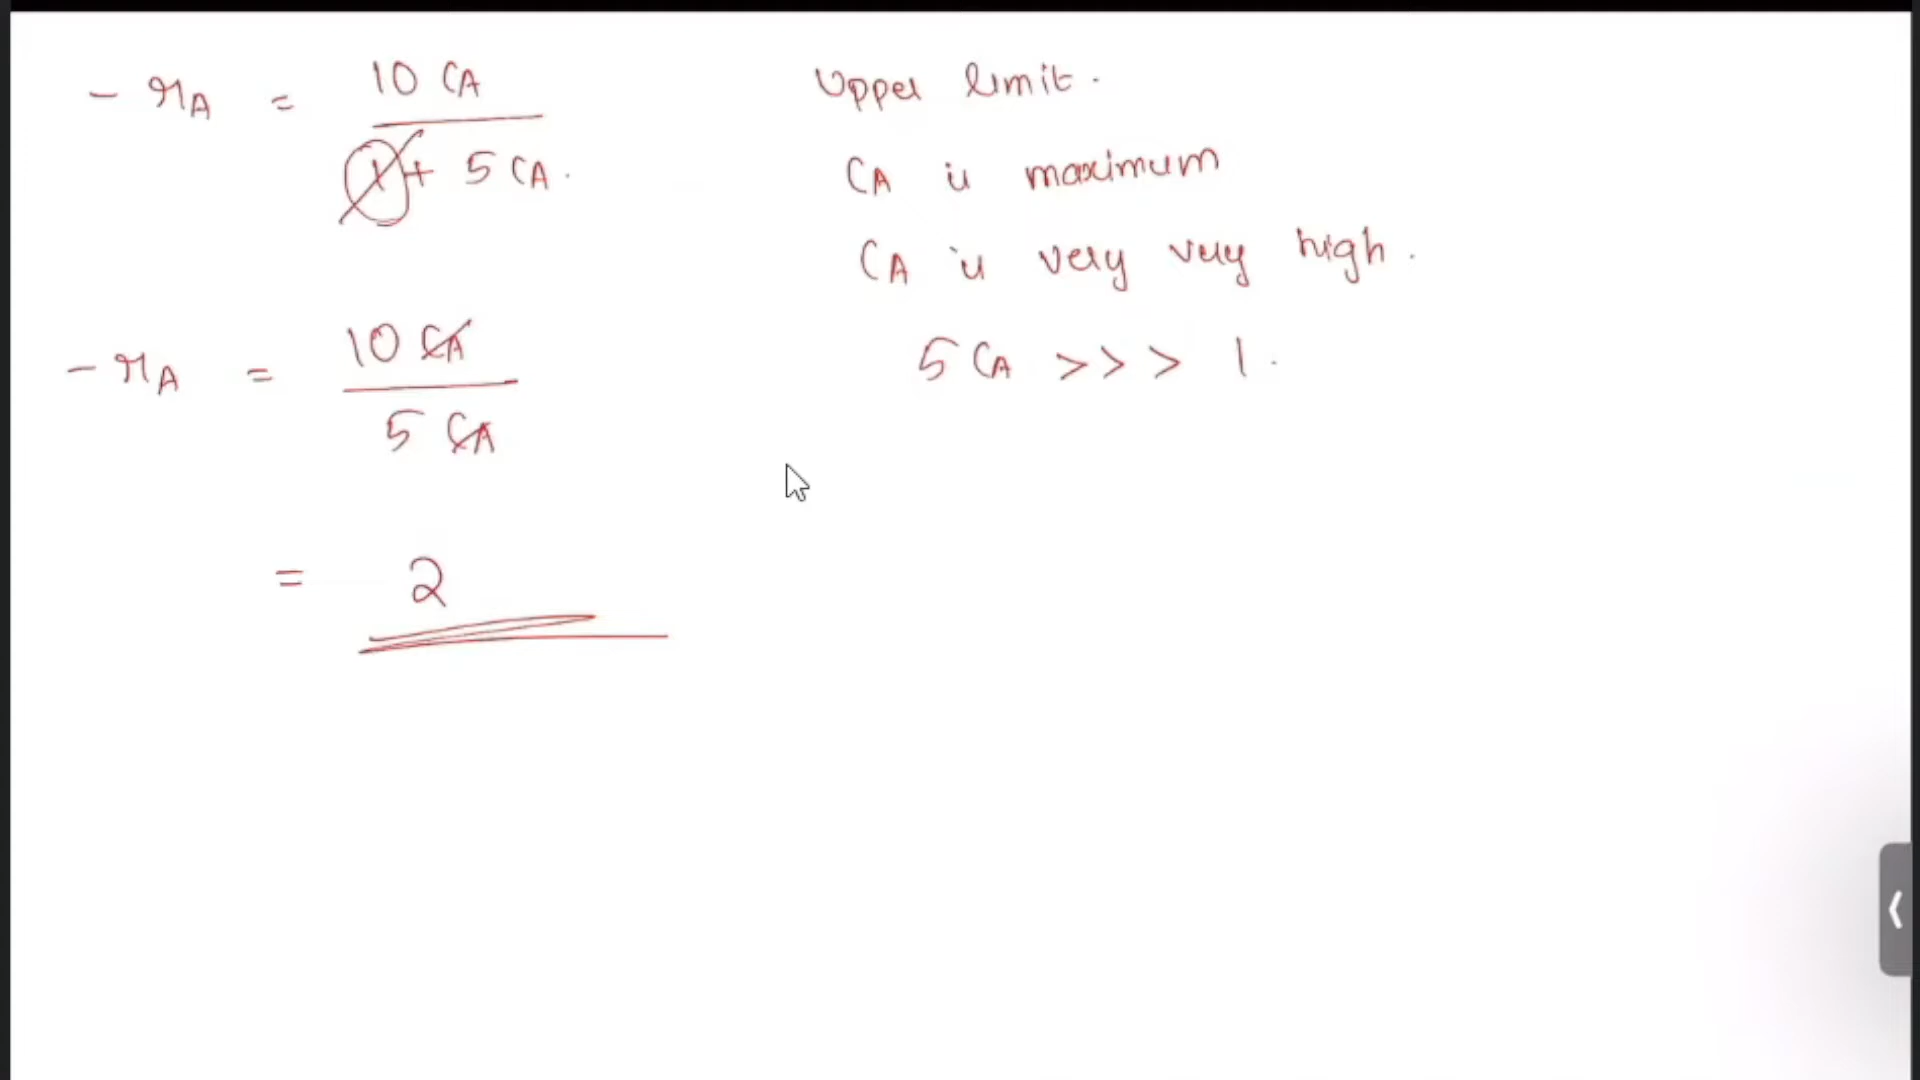 - rA = 10 CA / 1 + 5 CA.
- rA = 10 CA / 5 CA
= 2
Upper limit.
CA is maximum
CA is very very high.
5 CA >>> 1.